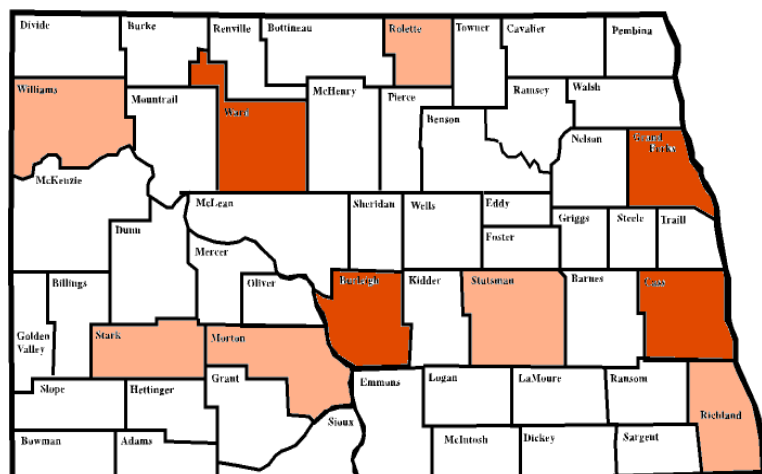 Divide
Burke
Renville
Bottineau
Rolette
Towner
Cavalier
Pembina
Williams
Mountrail
Ward
McHenry
Pierce
Benson
Ramsey
Walsh
Nelson
Grand
Forks
McKenzie
McLean
Sheridan
Wells
Eddy
Foster
Griggs
Steele
Traill
Dunn
Mercer
Oliver
Burleigh
Kidder
Stutsman
Barnes
Cass
Billings
Golden
Valley
Stark
Morton
Slope
Hettinger
Grant
Sioux
Emmons
Logan
LaMoure
Ransom
Richland
Bowman
Adams
McIntosh
Dickey
Sargent